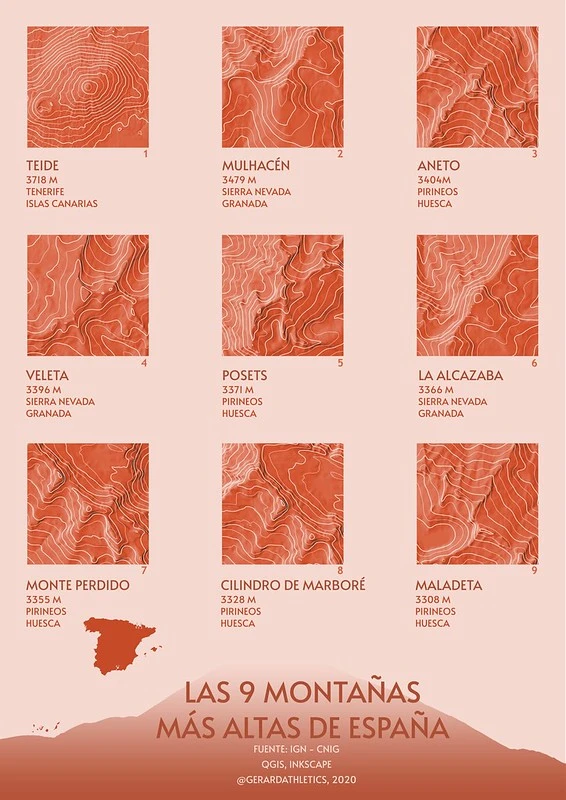 1
TEIDE
3718 M
TENERIFE
ISLAS CANARIAS
2
MULHACÉN
3479 M
SIERRA NEVADA
GRANADA
3
ANETO
3404M
PIRINEOS
HUESCA
4
VELETA
3396 M
SIERRA NEVADA
GRANADA
5
POSETS
3371 M
PIRINEOS
HUESCA
6
LA ALCAZABA
3366 M
SIERRA NEVADA
GRANADA
7
MONTE PERDIDO
3355 M
PIRINEOS
HUESCA
8
CILINDRO DE MARBORÉ
3328 M
PIRINEOS
HUESCA
9
MALADETA
3308 M
PIRINEOS
HUESCA
LAS 9 MONTAÑAS
MÁS ALTAS DE ESPAÑA
FUENTE: IGN - CNIG
QGIS, INKSCAPE
@GERARDATHLETICS, 2020